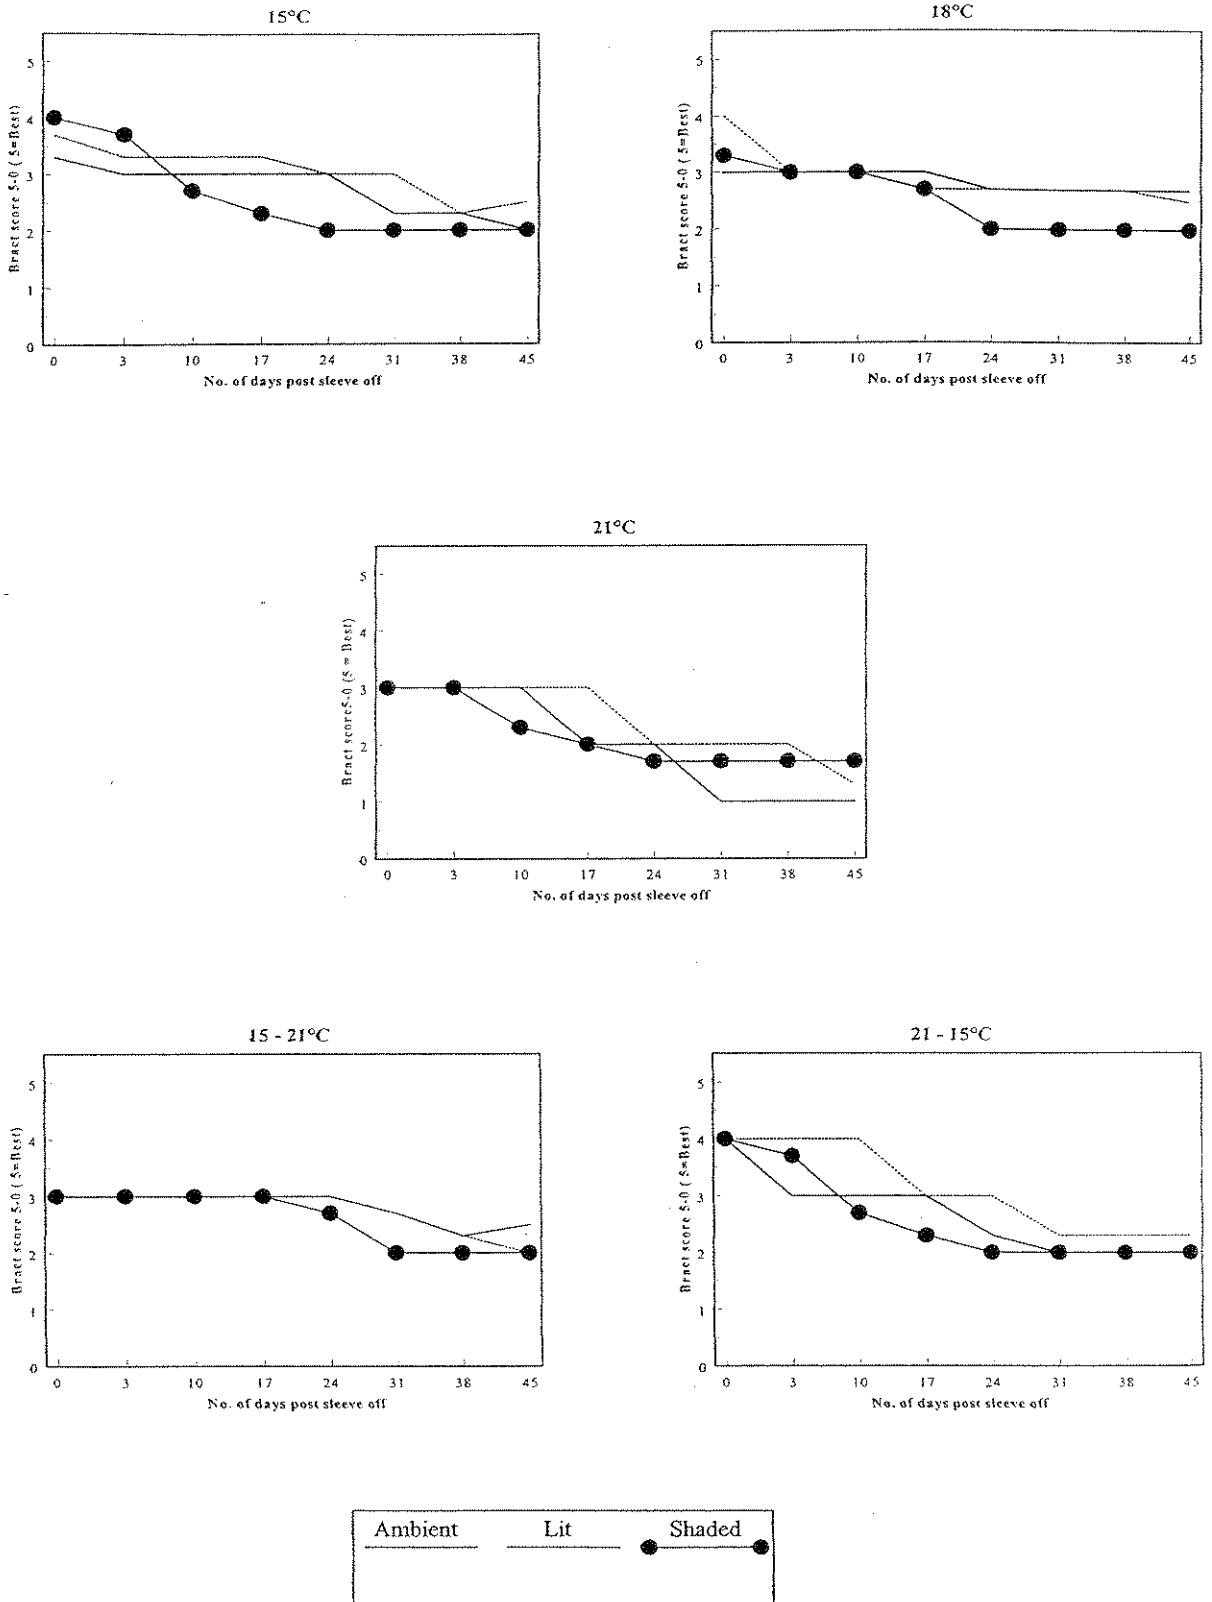 15°C
5
4
3
2
1
0
Bract score 5-0 ( 5=Best)
0 3 10 17 24 31 38 45
No. of days post sleeve off
18°C
5
4
3
2
1
0
Bract score 5-0 ( 5=Best)
0 3 10 17 24 31 38 45
No. of days post sleeve off
21°C
5
4
3
2
1
0
Bract score5-0 (5 = Best)
0 3 10 17 24 31 38 45
No. of days post sleeve off
15 - 21°C
5
4
3
2
1
0
Bract score 5-0 ( 5=Best)
0 3 10 17 24 31 38 45
No. of days post sleeve off
21 - 15°C
5
4
3
2
1
0
Bract score 5-0 ( 5=Best)
0 3 10 17 24 31 38 45
No. of days post sleeve off
Ambient Lit Shaded